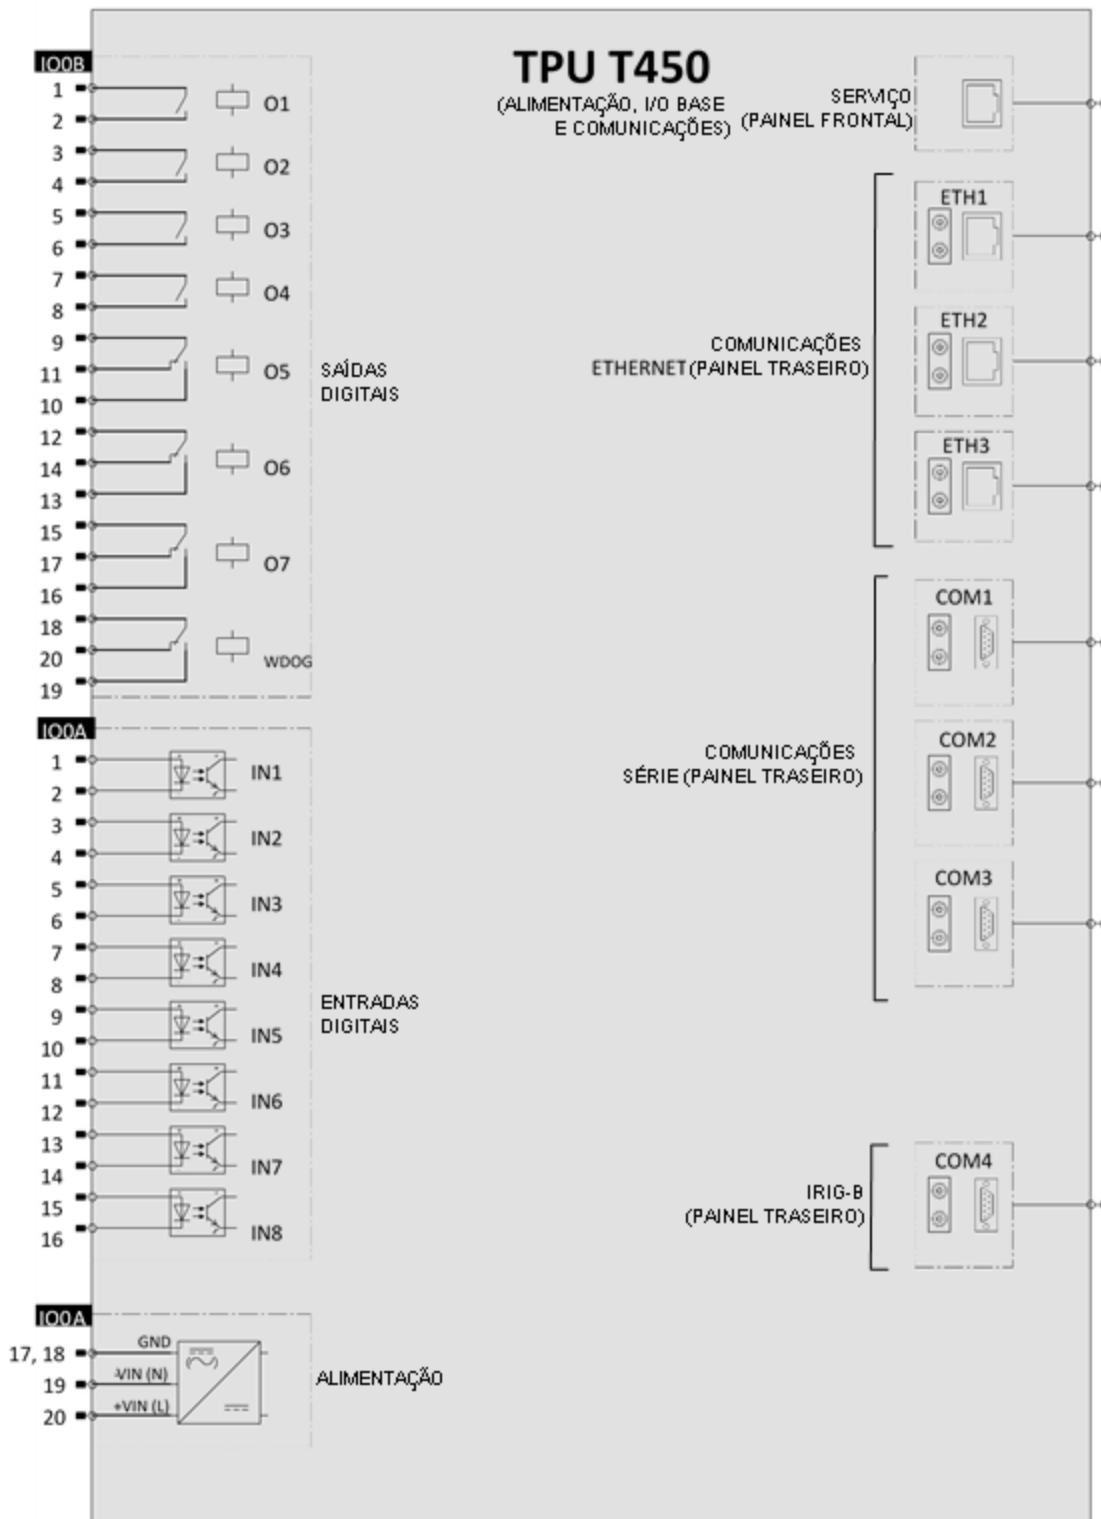 TPU T450
(ALIMENTAÇÃO, I/O BASE
E COMUNICAÇÕES)
IO0B
1
2
O1
3
4
O2
5
6
O3
7
8
O4
9
11
10
O5
12
14
13
O6
15
17
16
O7
18
20
19
WDOG
SAÍDAS
DIGITAIS
IO0A
1
2
IN1
3
4
IN2
5
6
IN3
7
8
IN4
9
10
IN5
11
12
IN6
13
14
IN7
15
16
IN8
ENTRADAS
DIGITAIS
IO0A
17, 18
GND
19
-VIN (N)
20
+VIN (L)
ALIMENTAÇÃO
SERVIÇO
(PAINEL FRONTAL)
COMUNICAÇÕES
ETHERNET (PAINEL TRASEIRO)
ETH1
ETH2
ETH3
COMUNICAÇÕES
SÉRIE (PAINEL TRASEIRO)
COM1
COM2
COM3
IRIG-B
(PAINEL TRASEIRO)
COM4